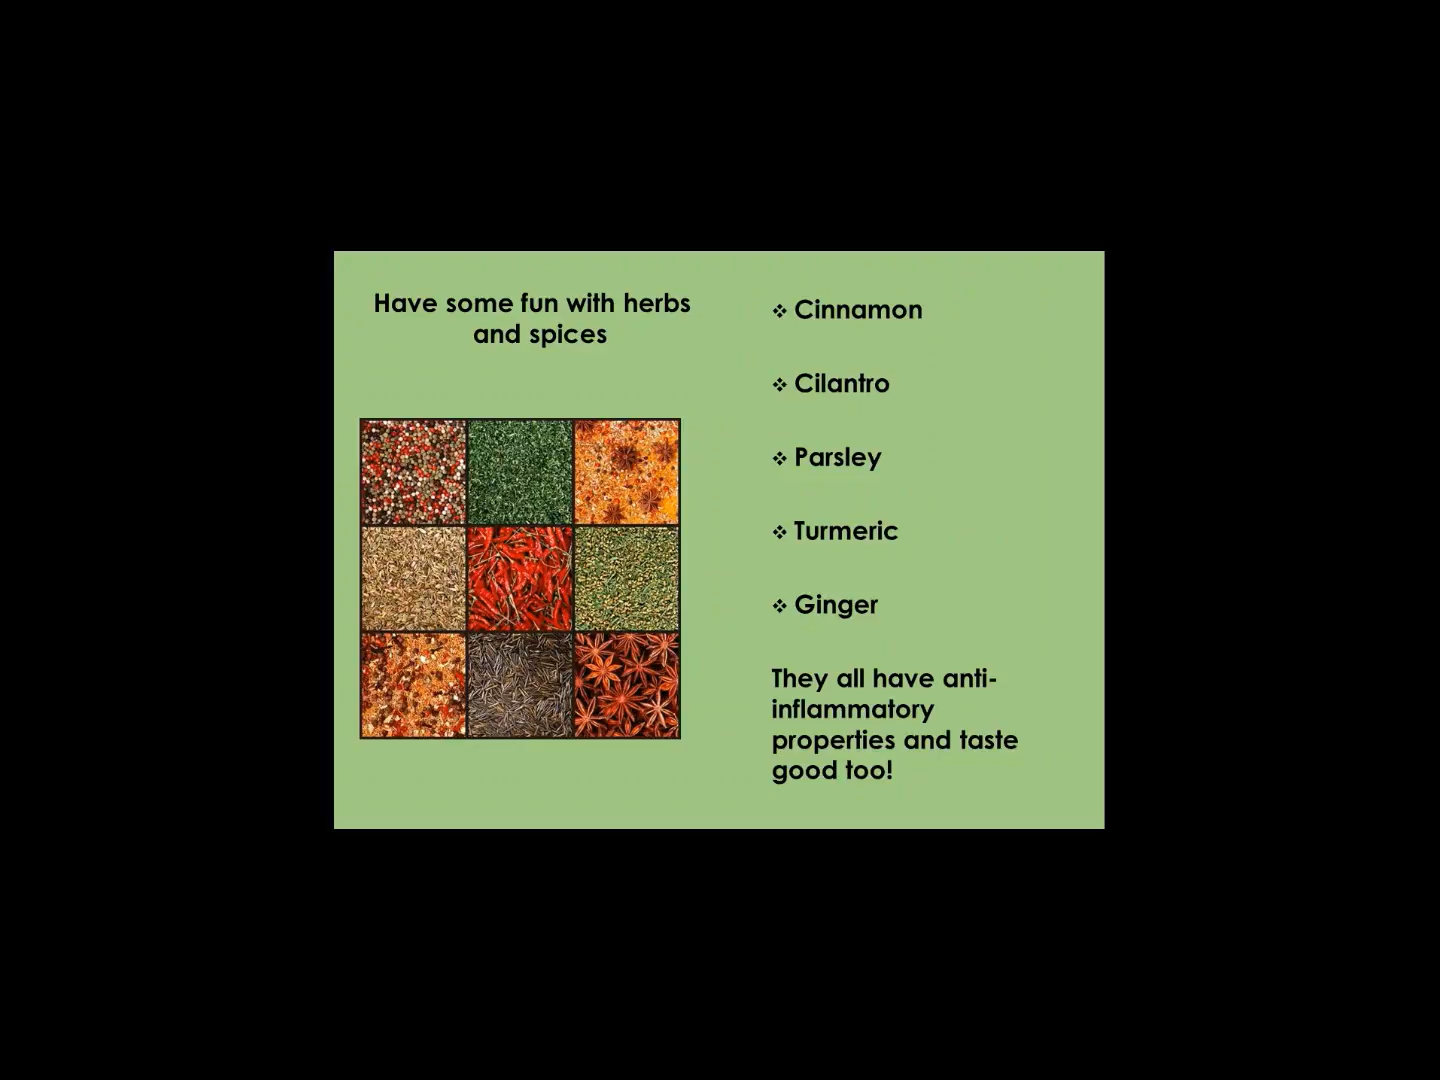 Have some fun with herbs
and spices
❖ Cinnamon
❖ Cilantro
❖ Parsley
❖ Turmeric
❖ Ginger
They all have anti-
inflammatory
properties and taste
good too!